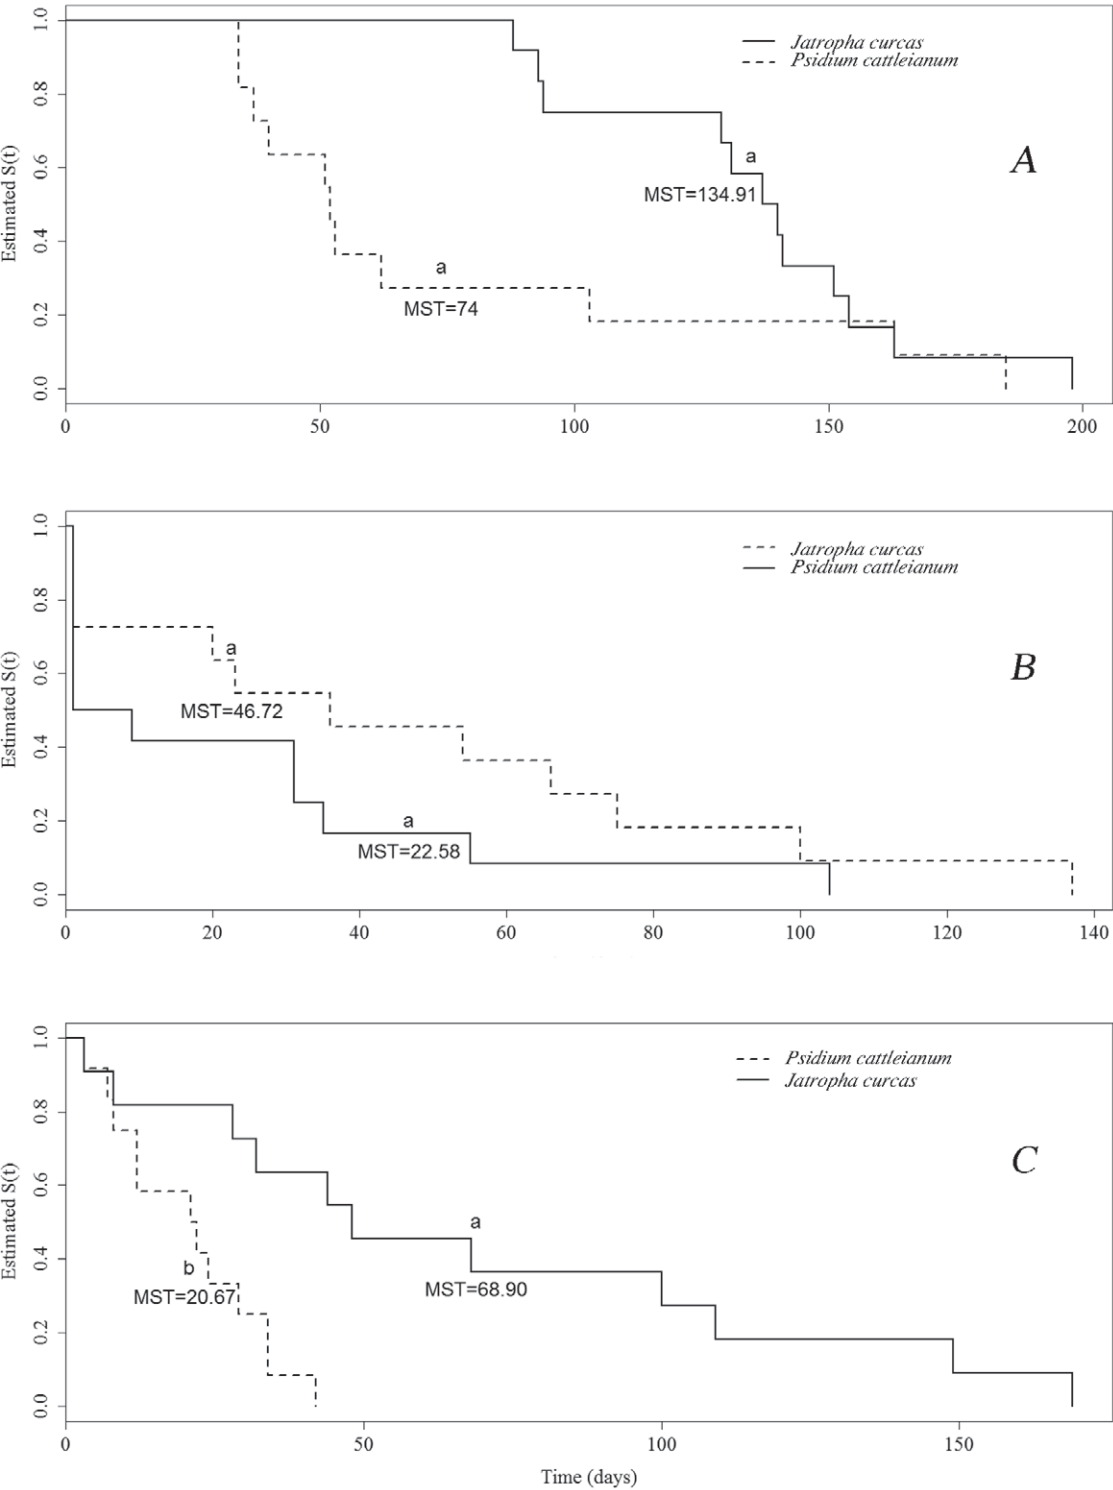 1.0
0.8
0.6
0.4
0.2
0.0
Estimated S(t)
Jatropha curcas
Psidium cattleianum
A
a
MST=134.91
a
MST=74
0 50 100 150 200
1.0
0.8
0.6
0.4
0.2
0.0
Estimated S(t)
Jatropha curcas
Psidium cattleianum
B
a
MST=46.72
a
MST=22.58
0 20 40 60 80 100 120 140
1.0
0.8
0.6
0.4
0.2
0.0
Estimated S(t)
Psidium cattleianum
Jatropha curcas
C
a
MST=68.90
b
MST=20.67
0 50 100 150
Time (days)